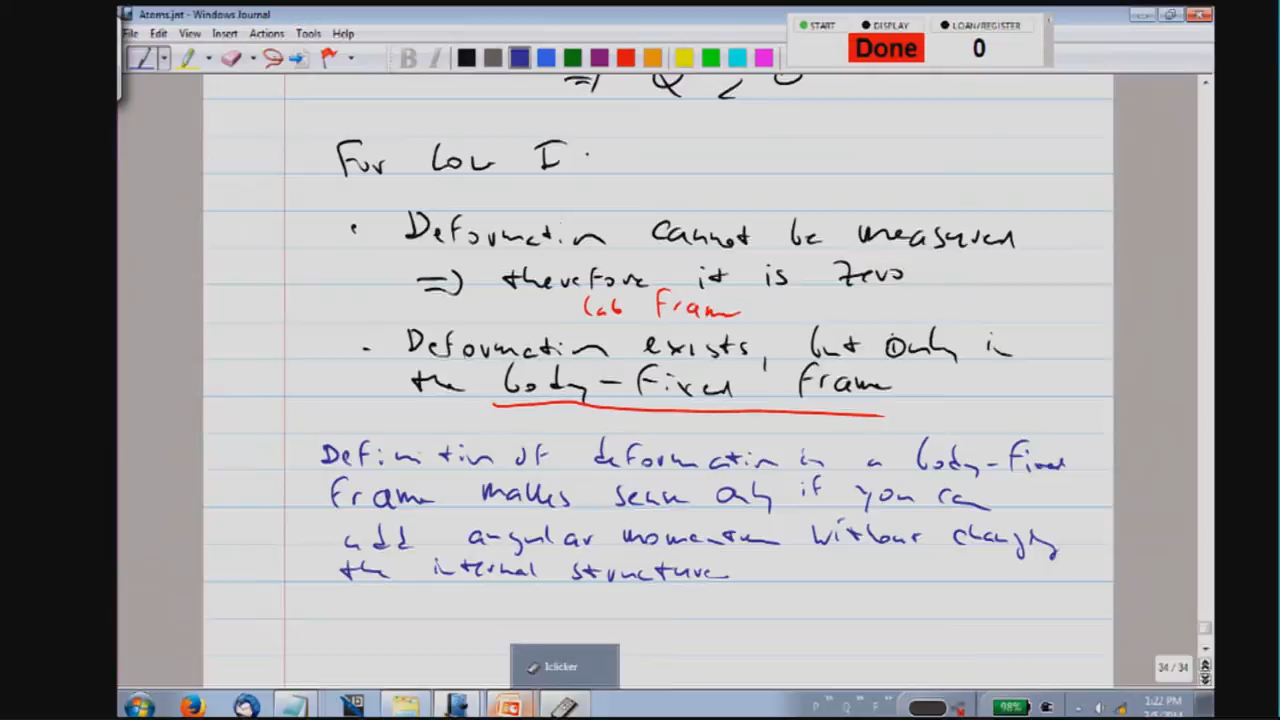 Atoms.jnt - Windows Journal
File Edit View Insert Actions Tools Help
START DISPLAY LOAN/REGISTER
Done 0
B I
=> Q
For low I :
· Deformation cannot be measured
=> therefore it is zero
lab frame
· Deformation exists, but only in
the body-fixed frame
Definition of deformation in a body-fixed
frame makes sense only if you can
add angular momentum without changing
the internal structure
34 / 34
Iclicker
P Q F
98%
1:22 PM